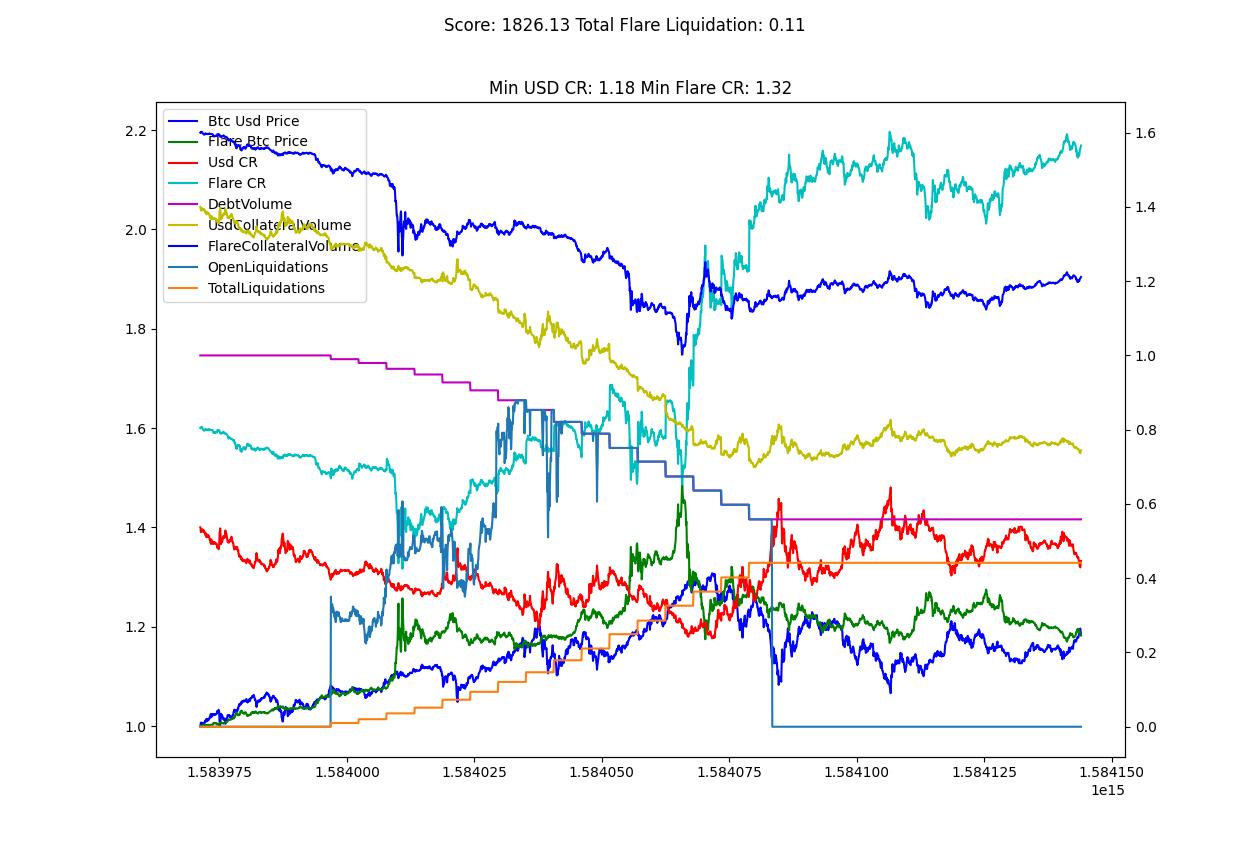 Score: 1826.13 Total Flare Liquidation: 0.11
Min USD CR: 1.18 Min Flare CR: 1.32
Btc Usd Price
Flare Btc Price
Usd CR
Flare CR
DebtVolume
UsdCollateralVolume
FlareCollateralVolume
OpenLiquidations
TotalLiquidations
2.2
2.0
1.8
1.6
1.4
1.2
1.0
1.6
1.4
1.2
1.0
0.8
0.6
0.4
0.2
0.0
1.583975 1.584000 1.584025 1.584050 1.584075 1.584100 1.584125 1.584150
1e15